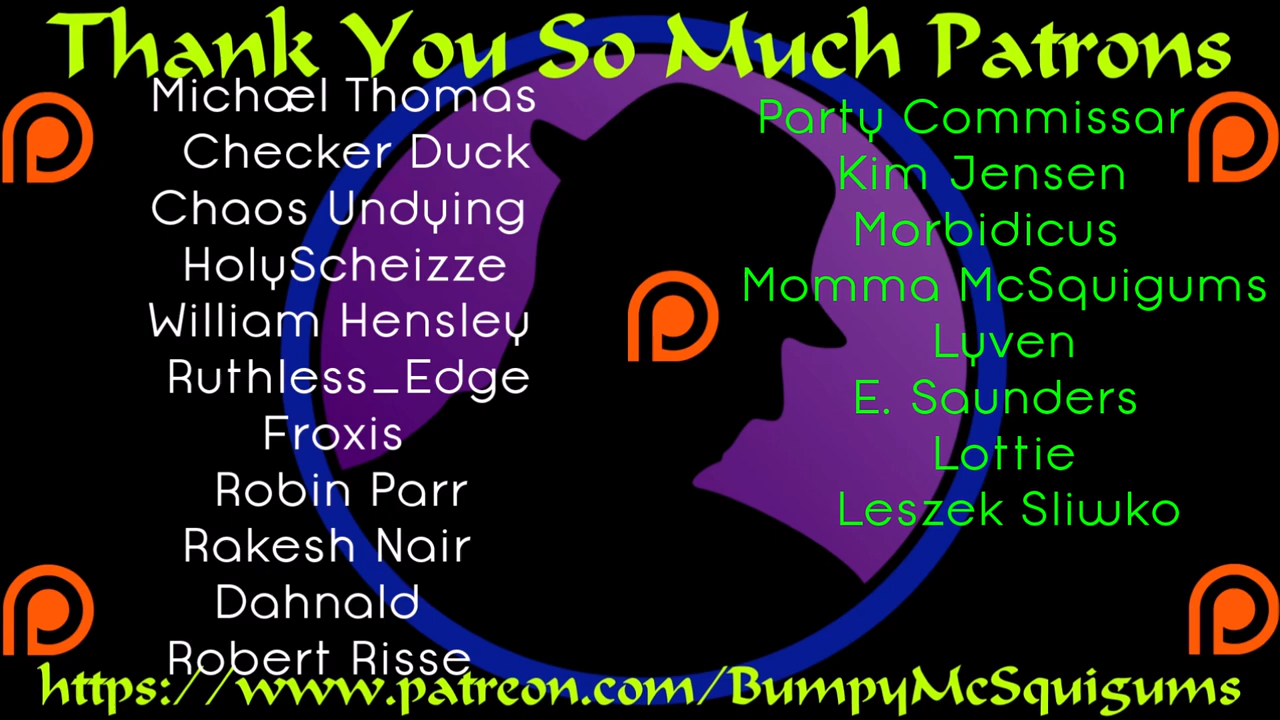 Thank You So Much Patrons
Michael Thomas
Checker Duck
Chaos Undying
HolyScheizze
William Hensley
Ruthless_Edge
Froxis
Robin Parr
Rakesh Nair
Dahnald
Robert Risse
Party Commissar
Kim Jensen
Morbidicus
Momma McSquigums
Lyven
E. Saunders
Lottie
Leszek Sliwko
https://www.patreon.com/BumpyMcSquigums